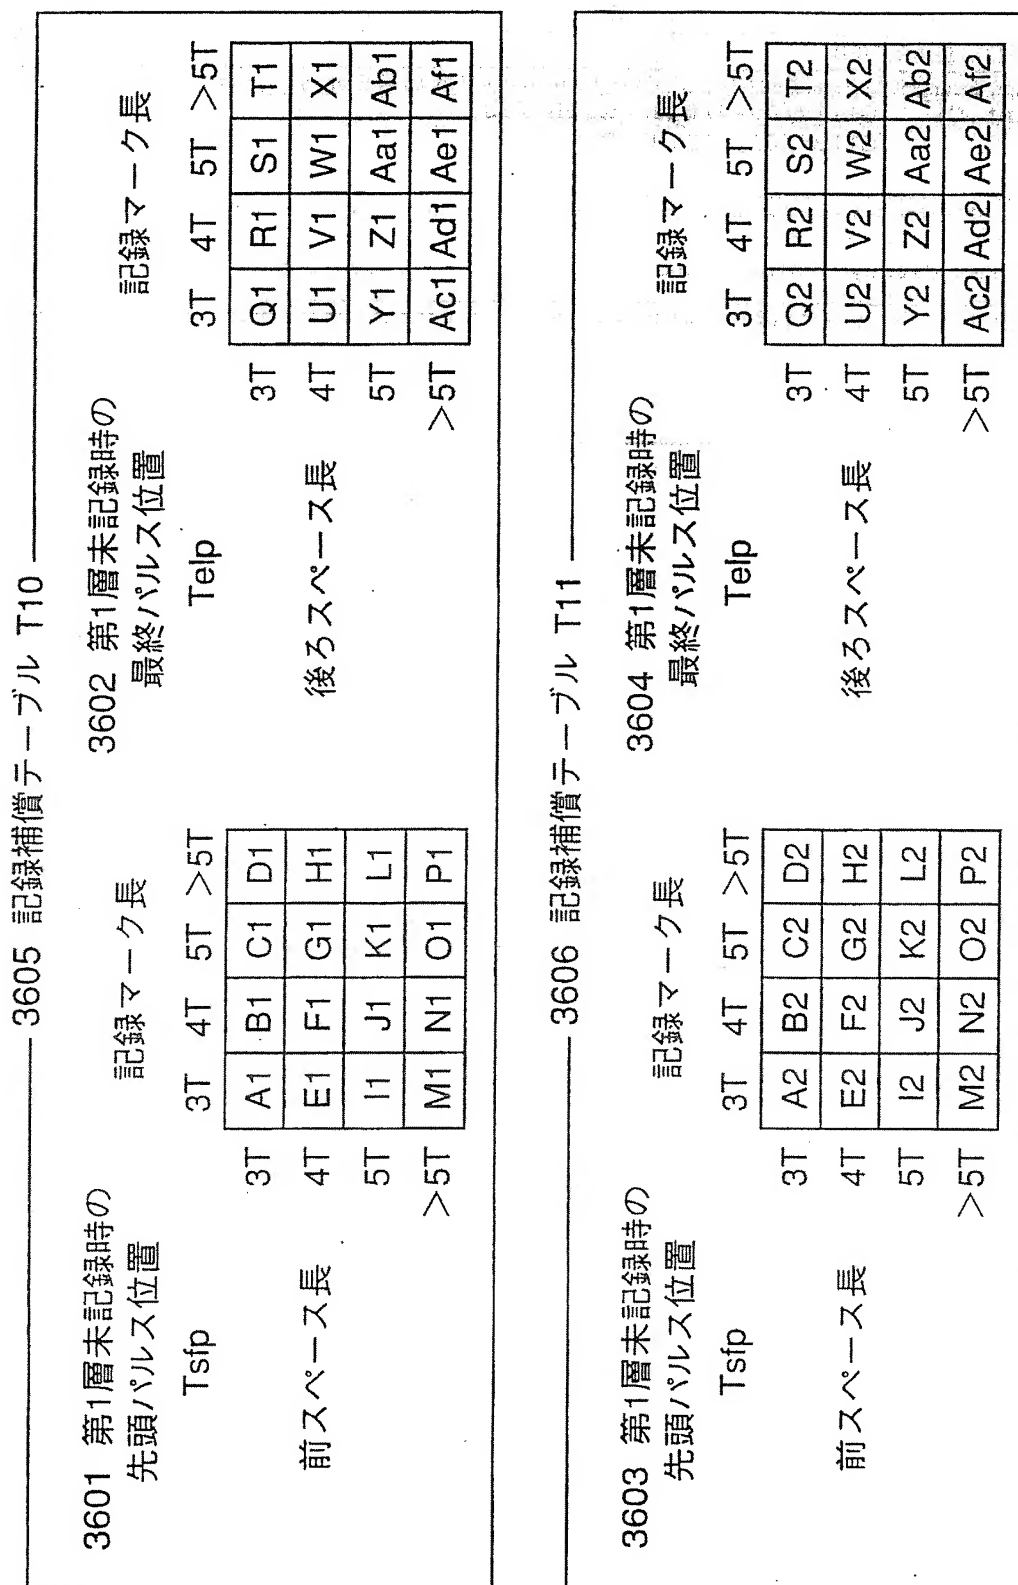 3605 記録補償テーブル T10
3601 第1層未記録時の
先頭パルス位置
Tsfp
記録マーク長
3T 4T 5T >5T
前スペース長
3T A1 B1 C1 D1
4T E1 F1 G1 H1
5T I1 J1 K1 L1
>5T M1 N1 O1 P1
3602 第1層未記録時の
最終パルス位置
Telp
記録マーク長
3T 4T 5T >5T
後ろスペース長
3T Q1 R1 S1 T1
4T U1 V1 W1 X1
5T Y1 Z1 Aa1 Ab1
>5T Ac1 Ad1 Ae1 Af1
3606 記録補償テーブル T11
3603 第1層未記録時の
先頭パルス位置
Tsfp
記録マーク長
3T 4T 5T >5T
前スペース長
3T A2 B2 C2 D2
4T E2 F2 G2 H2
5T I2 J2 K2 L2
>5T M2 N2 O2 P2
3604 第1層未記録時の
最終パルス位置
Telp
記録マーク長
3T 4T 5T >5T
後ろスペース長
3T Q2 R2 S2 T2
4T U2 V2 W2 X2
5T Y2 Z2 Aa2 Ab2
>5T Ac2 Ad2 Ae2 Af2